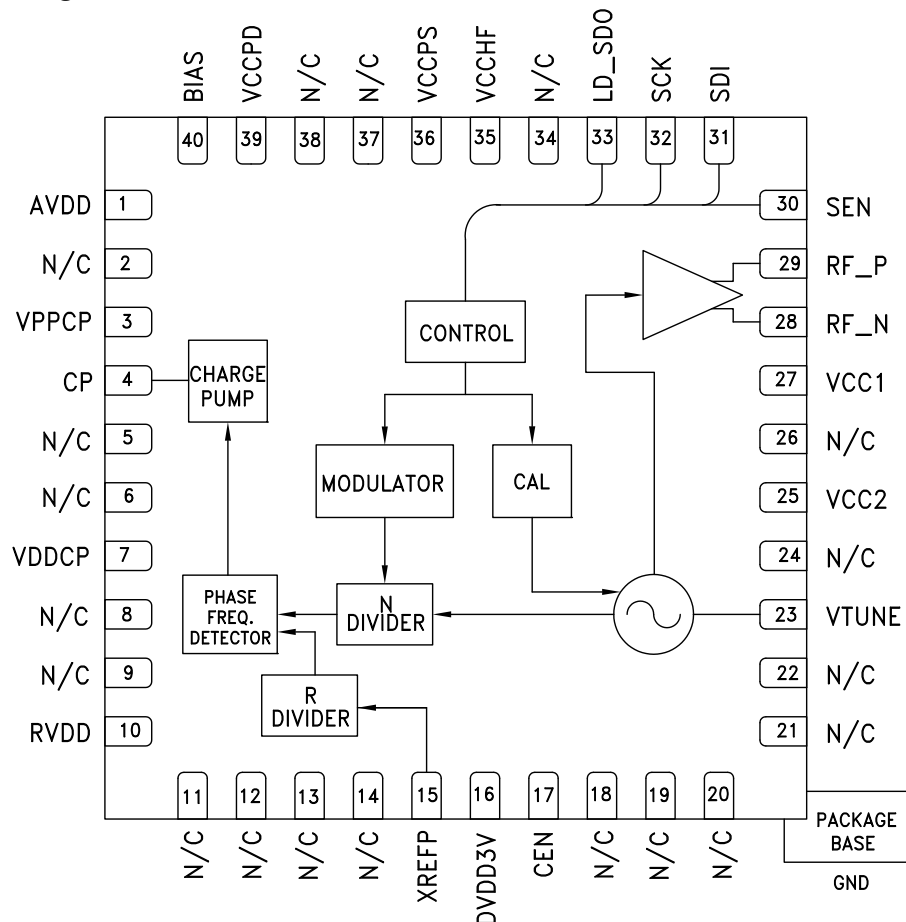 BIAS
VCCPD
N/C
N/C
VCCPS
VCCHF
N/C
LD_SDO
SCK
SDI
40
39
38
37
36
35
34
33
32
31
AVDD 1
N/C 2
VPPCP 3
CP 4
N/C 5
N/C 6
VDDCP 7
N/C 8
N/C 9
RVDD 10
30 SEN
29 RF_P
28 RF_N
27 VCC1
26 N/C
25 VCC2
24 N/C
23 VTUNE
22 N/C
21 N/C
CONTROL
CHARGE
PUMP
MODULATOR
CAL
PHASE
FREQ.
DETECTOR
N
DIVIDER
R
DIVIDER
11
12
13
14
15
16
17
18
19
20
N/C
N/C
N/C
N/C
XREFP
DVDD3V
CEN
N/C
N/C
N/C
PACKAGE
BASE
GND